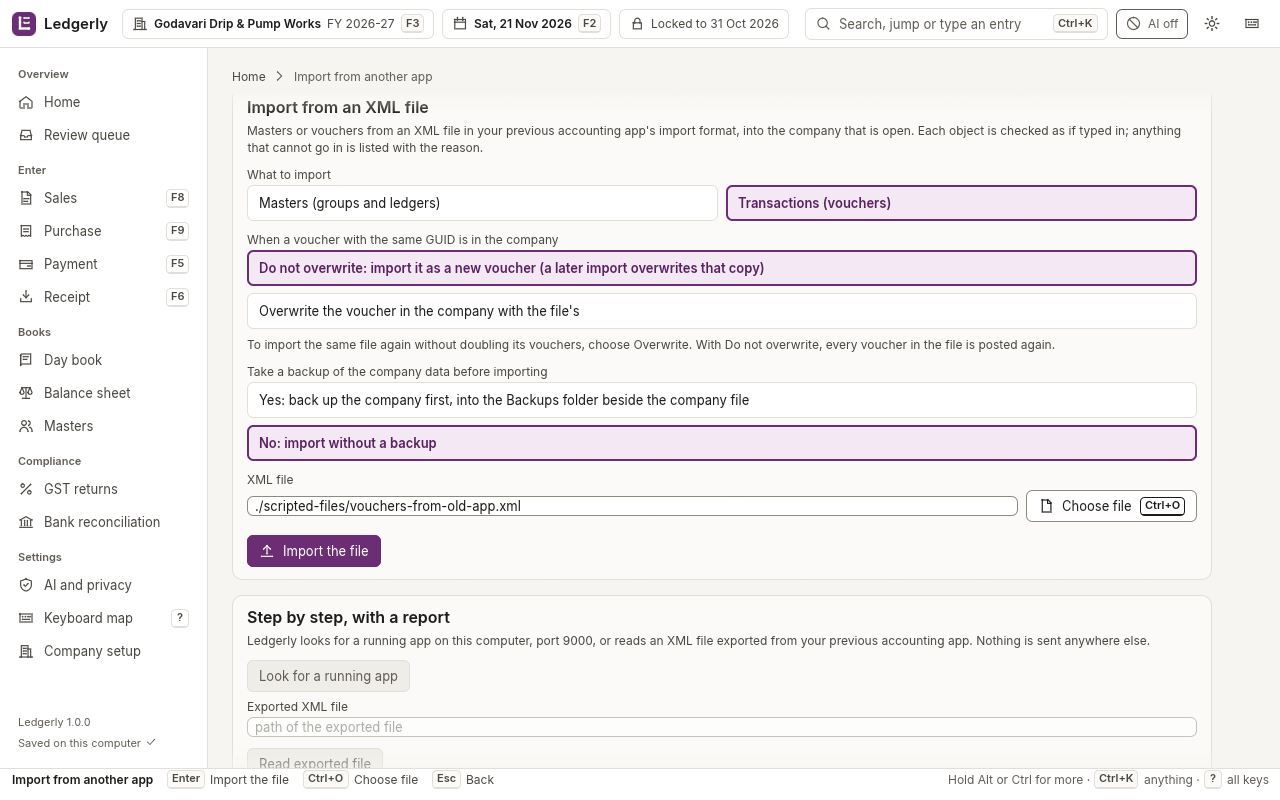 Ledgerly
Godavari Drip & Pump Works FY 2026-27 F3
Sat, 21 Nov 2026 F2
Locked to 31 Oct 2026
Search, jump or type an entry Ctrl+K
AI off
Overview
Home
Review queue
Enter
Sales F8
Purchase F9
Payment F5
Receipt F6
Books
Day book
Balance sheet
Masters
Compliance
GST returns
Bank reconciliation
Settings
AI and privacy
Keyboard map ?
Company setup
Ledgerly 1.0.0
Saved on this computer
Home
Import from another app
Import from an XML file
Masters or vouchers from an XML file in your previous accounting app's import format, into the company that is open. Each object is checked as if typed in; anything
that cannot go in is listed with the reason.
What to import
Masters (groups and ledgers)
Transactions (vouchers)
When a voucher with the same GUID is in the company
Do not overwrite: import it as a new voucher (a later import overwrites that copy)
Overwrite the voucher in the company with the file's
To import the same file again without doubling its vouchers, choose Overwrite. With Do not overwrite, every voucher in the file is posted again.
Take a backup of the company data before importing
Yes: back up the company first, into the Backups folder beside the company file
No: import without a backup
XML file
./scripted-files/vouchers-from-old-app.xml
Choose file Ctrl+O
Import the file
Step by step, with a report
Ledgerly looks for a running app on this computer, port 9000, or reads an XML file exported from your previous accounting app. Nothing is sent anywhere else.
Look for a running app
Exported XML file
path of the exported file
Read exported file
Import from another app Enter Import the file Ctrl+O Choose file Esc Back
Hold Alt or Ctrl for more · Ctrl+K anything · ? all keys